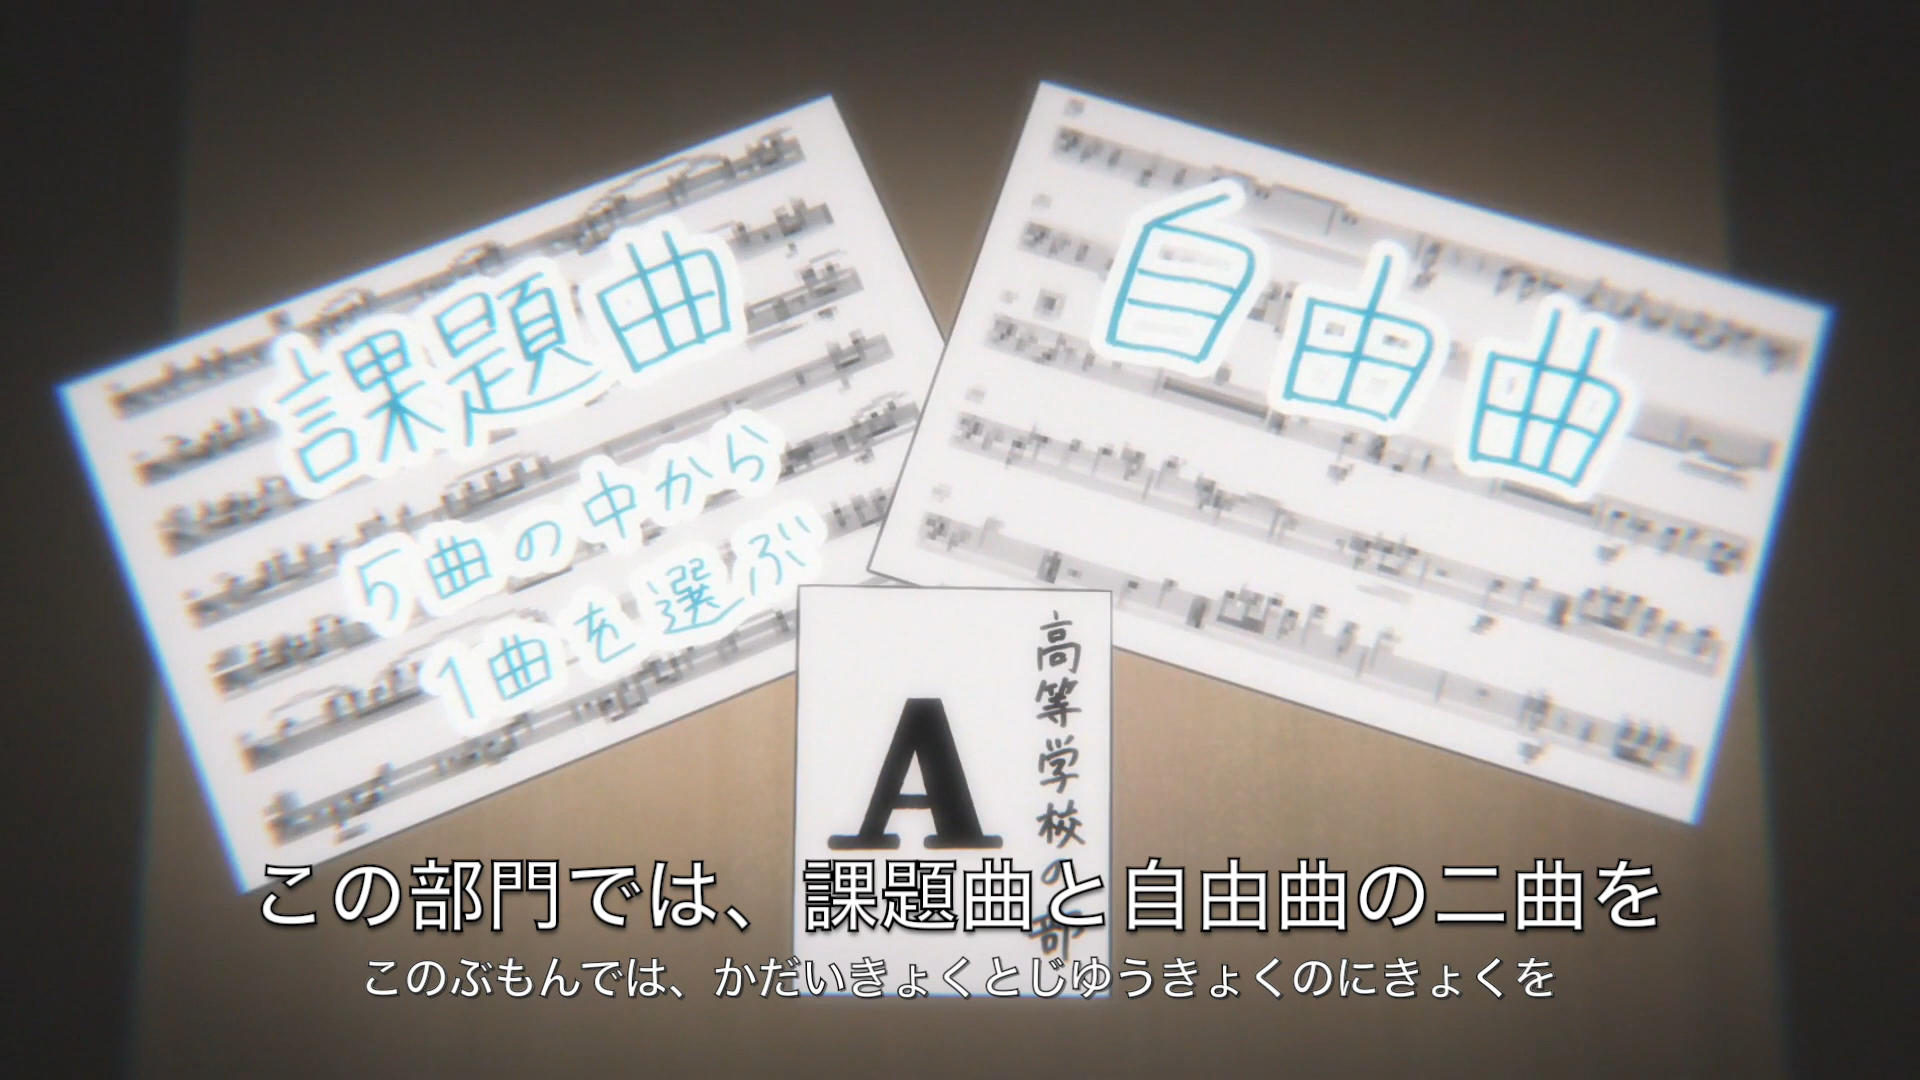 課題曲
5曲の中から
1曲を選ぶ
自由曲
A
高等学校の部
この部門では、課題曲と自由曲の二曲を
このぶもんでは、かだいきょくとじゆうきょくのにきょくを